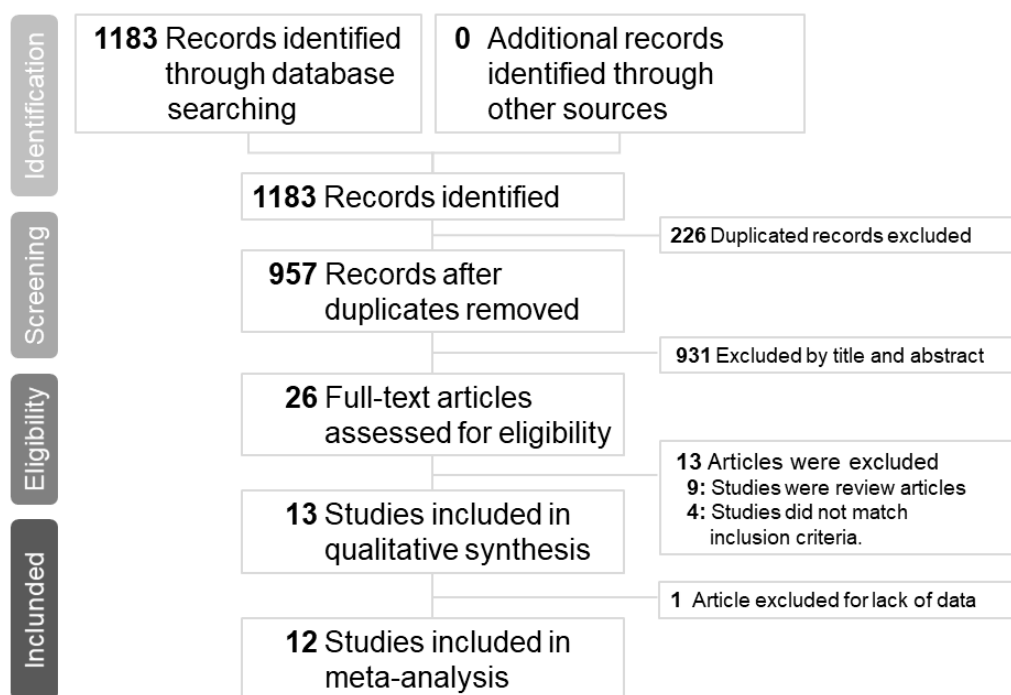 Identification
1183 Records identified
through database
searching
0 Additional records
identified through
other sources
1183 Records identified
226 Duplicated records excluded
Screening
957 Records after
duplicates removed
931 Excluded by title and abstract
Eligibility
26 Full-text articles
assessed for eligibility
13 Articles were excluded
9: Studies were review articles
4: Studies did not match
inclusion criteria.
13 Studies included in
qualitative synthesis
Inclunded
1 Article excluded for lack of data
12 Studies included in
meta-analysis